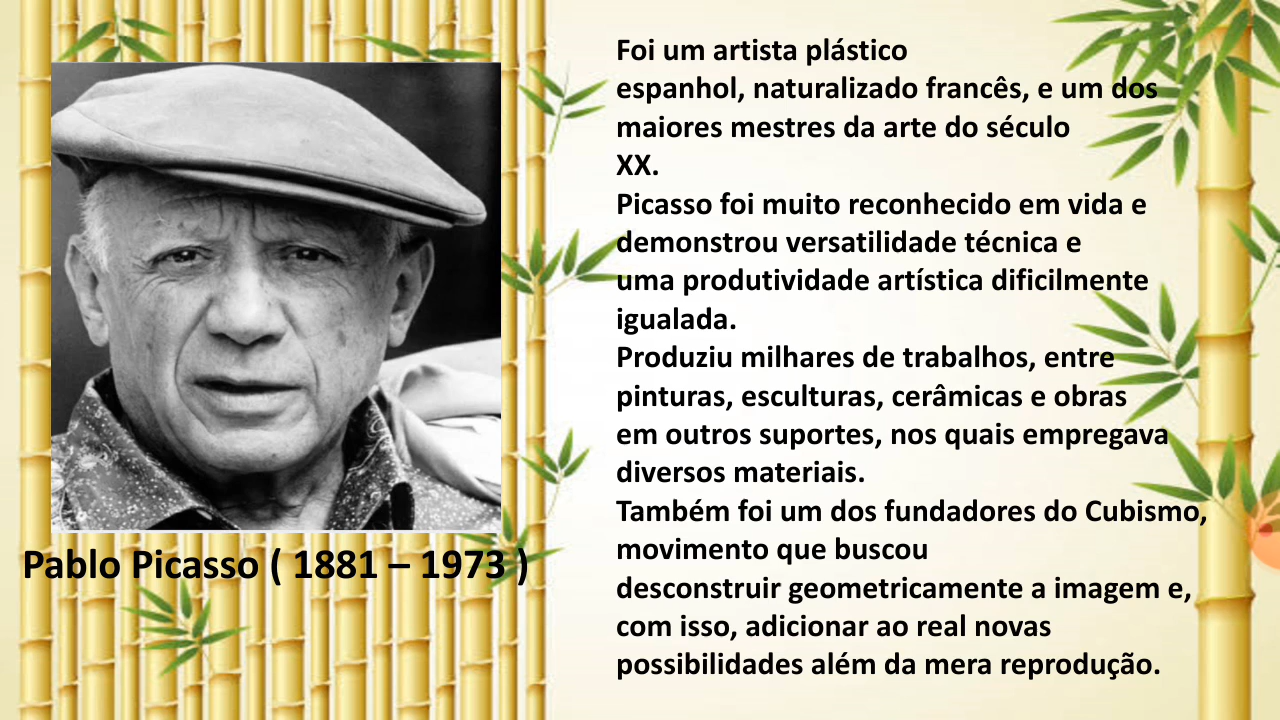 Foi um artista plástico
espanhol, naturalizado francês, e um dos
maiores mestres da arte do século
XX.
Picasso foi muito reconhecido em vida e
demonstrou versatilidade técnica e
uma produtividade artística dificilmente
igualada.
Produziu milhares de trabalhos, entre
pinturas, esculturas, cerâmicas e obras
em outros suportes, nos quais empregava
diversos materiais.
Também foi um dos fundadores do Cubismo,
movimento que buscou
desconstruir geometricamente a imagem e,
com isso, adicionar ao real novas
possibilidades além da mera reprodução.
Pablo Picasso ( 1881 – 1973 )